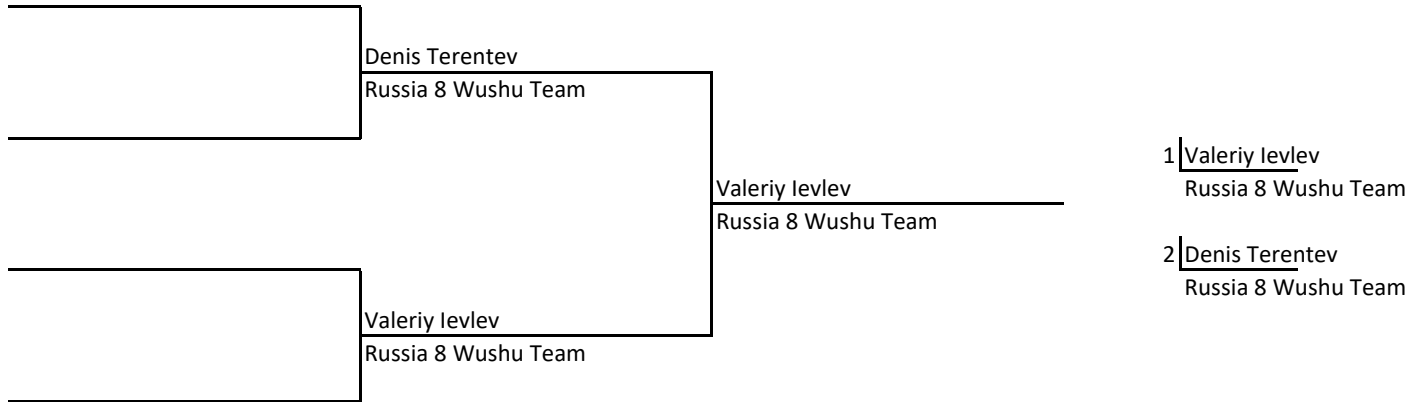 Denis Terentev
Russia 8 Wushu Team
1 Valeriy Ievlev
Valeriy Ievlev
Russia 8 Wushu Team
Russia 8 Wushu Team
2 Denis Terentev
Russia 8 Wushu Team
Valeriy Ievlev
Russia 8 Wushu Team